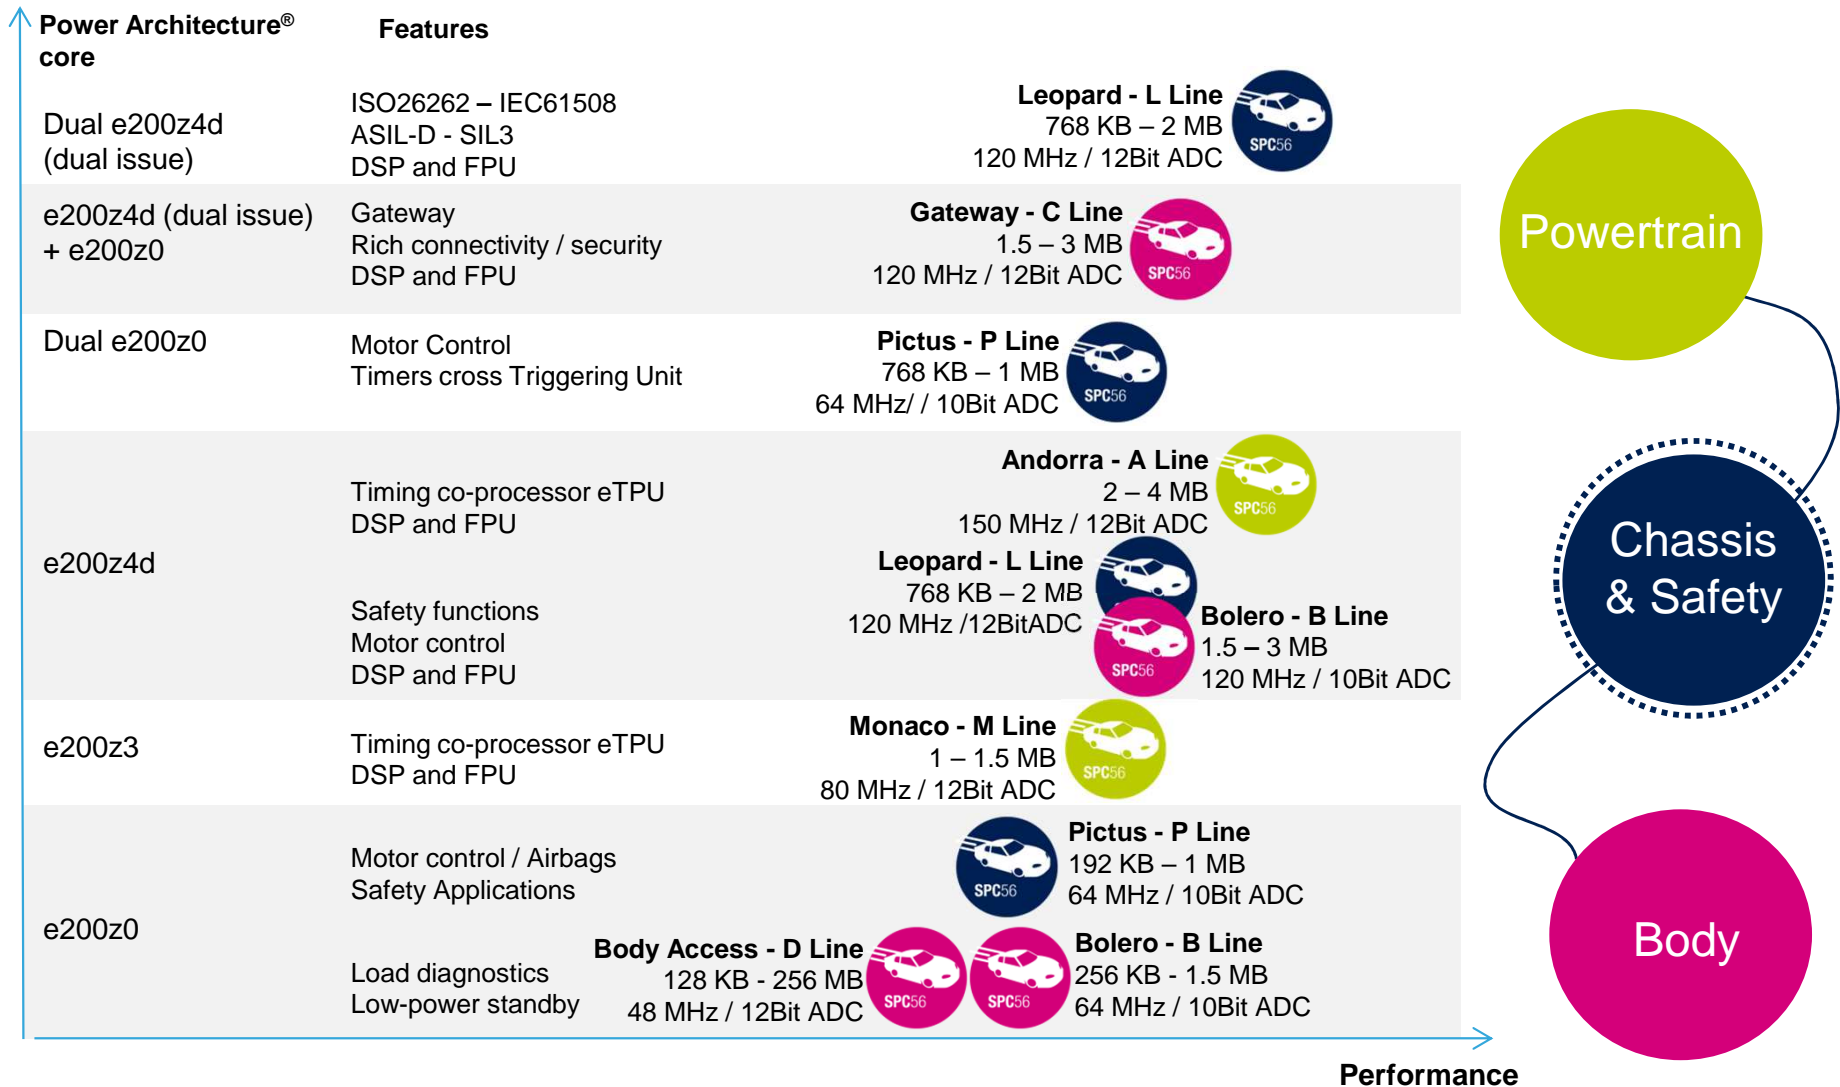 Power Architecture®
core
Features
Dual e200z4d
(dual issue)
ISO26262 – IEC61508
ASIL-D - SIL3
DSP and FPU
Leopard - L Line
768 KB – 2 MB
120 MHz / 12Bit ADC
SPC56
e200z4d (dual issue)
+ e200z0
Gateway
Rich connectivity / security
DSP and FPU
Gateway - C Line
1.5 – 3 MB
120 MHz / 12Bit ADC
SPC56
Dual e200z0
Motor Control
Timers cross Triggering Unit
Pictus - P Line
768 KB – 1 MB
64 MHz/ / 10Bit ADC
SPC56
e200z4d
Timing co-processor eTPU
DSP and FPU
Andorra - A Line
2 – 4 MB
150 MHz / 12Bit ADC
SPC56
Safety functions
Motor control
DSP and FPU
Leopard - L Line
768 KB – 2 MB
120 MHz /12BitADC
SPC56
Bolero - B Line
1.5 – 3 MB
120 MHz / 10Bit ADC
e200z3
Timing co-processor eTPU
DSP and FPU
Monaco - M Line
1 – 1.5 MB
80 MHz / 12Bit ADC
SPC56
e200z0
Motor control / Airbags
Safety Applications
SPC56
Pictus - P Line
192 KB – 1 MB
64 MHz / 10Bit ADC
Load diagnostics
Low-power standby
Body Access - D Line
128 KB - 256 MB
48 MHz / 12Bit ADC
SPC56
SPC56
Bolero - B Line
256 KB - 1.5 MB
64 MHz / 10Bit ADC
Performance
Powertrain
Chassis
& Safety
Body